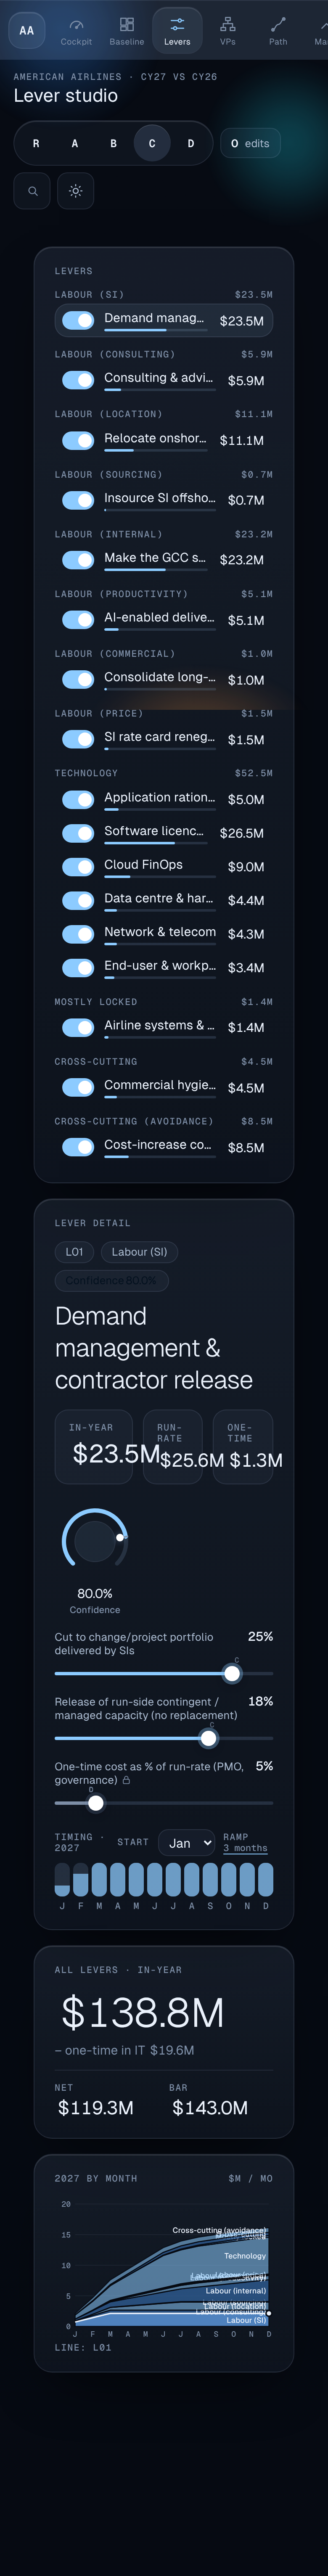 AA
Cockpit
Baseline
Levers
VPs
Path
AMERICAN AIRLINES · CY27 VS CY26
Lever studio
R A B C D
0 edits
LEVERS
LABOUR (SI) $23.5M
Demand manag... $23.5M
LABOUR (CONSULTING) $5.9M
Consulting & advi... $5.9M
LABOUR (LOCATION) $11.1M
Relocate onshor... $11.1M
LABOUR (SOURCING) $0.7M
Insource SI offsho... $0.7M
LABOUR (INTERNAL) $23.2M
Make the GCC s... $23.2M
LABOUR (PRODUCTIVITY) $5.1M
AI-enabled delive... $5.1M
LABOUR (COMMERCIAL) $1.0M
Consolidate long-... $1.0M
LABOUR (PRICE) $1.5M
SI rate card reneg... $1.5M
TECHNOLOGY $52.5M
Application ration... $5.0M
Software licenc... $26.5M
Cloud FinOps $9.0M
Data centre & har... $4.4M
Network & telecom $4.3M
End-user & workp... $3.4M
MOSTLY LOCKED $1.4M
Airline systems & ... $1.4M
CROSS-CUTTING $4.5M
Commercial hygie... $4.5M
CROSS-CUTTING (AVOIDANCE) $8.5M
Cost-increase co... $8.5M
LEVER DETAIL
L01 Labour (SI)
Confidence 80.0%
Demand
management &
contractor release
IN-YEAR
$23.5M
RUN-
RATE
$25.6M
ONE-
TIME
$1.3M
80.0%
Confidence
Cut to change/project portfolio
delivered by SIs
25%
C
Release of run-side contingent /
managed capacity (no replacement)
18%
C
One-time cost as % of run-rate (PMO,
governance)
5%
TIMING ·
2027
START
Jan
RAMP
3 months
J F M A M J J A S O N D
ALL LEVERS · IN-YEAR
$138.8M
– one-time in IT $19.6M
NET
$119.3M
BAR
$143.0M
2027 BY MONTH $M / MO
20
15
10
5
0
Cross-cutting (avoidance)
Technology
Labour (internal)
Labour (location)
Labour (SI)
J F M A M J J A S O N D
LINE: L01